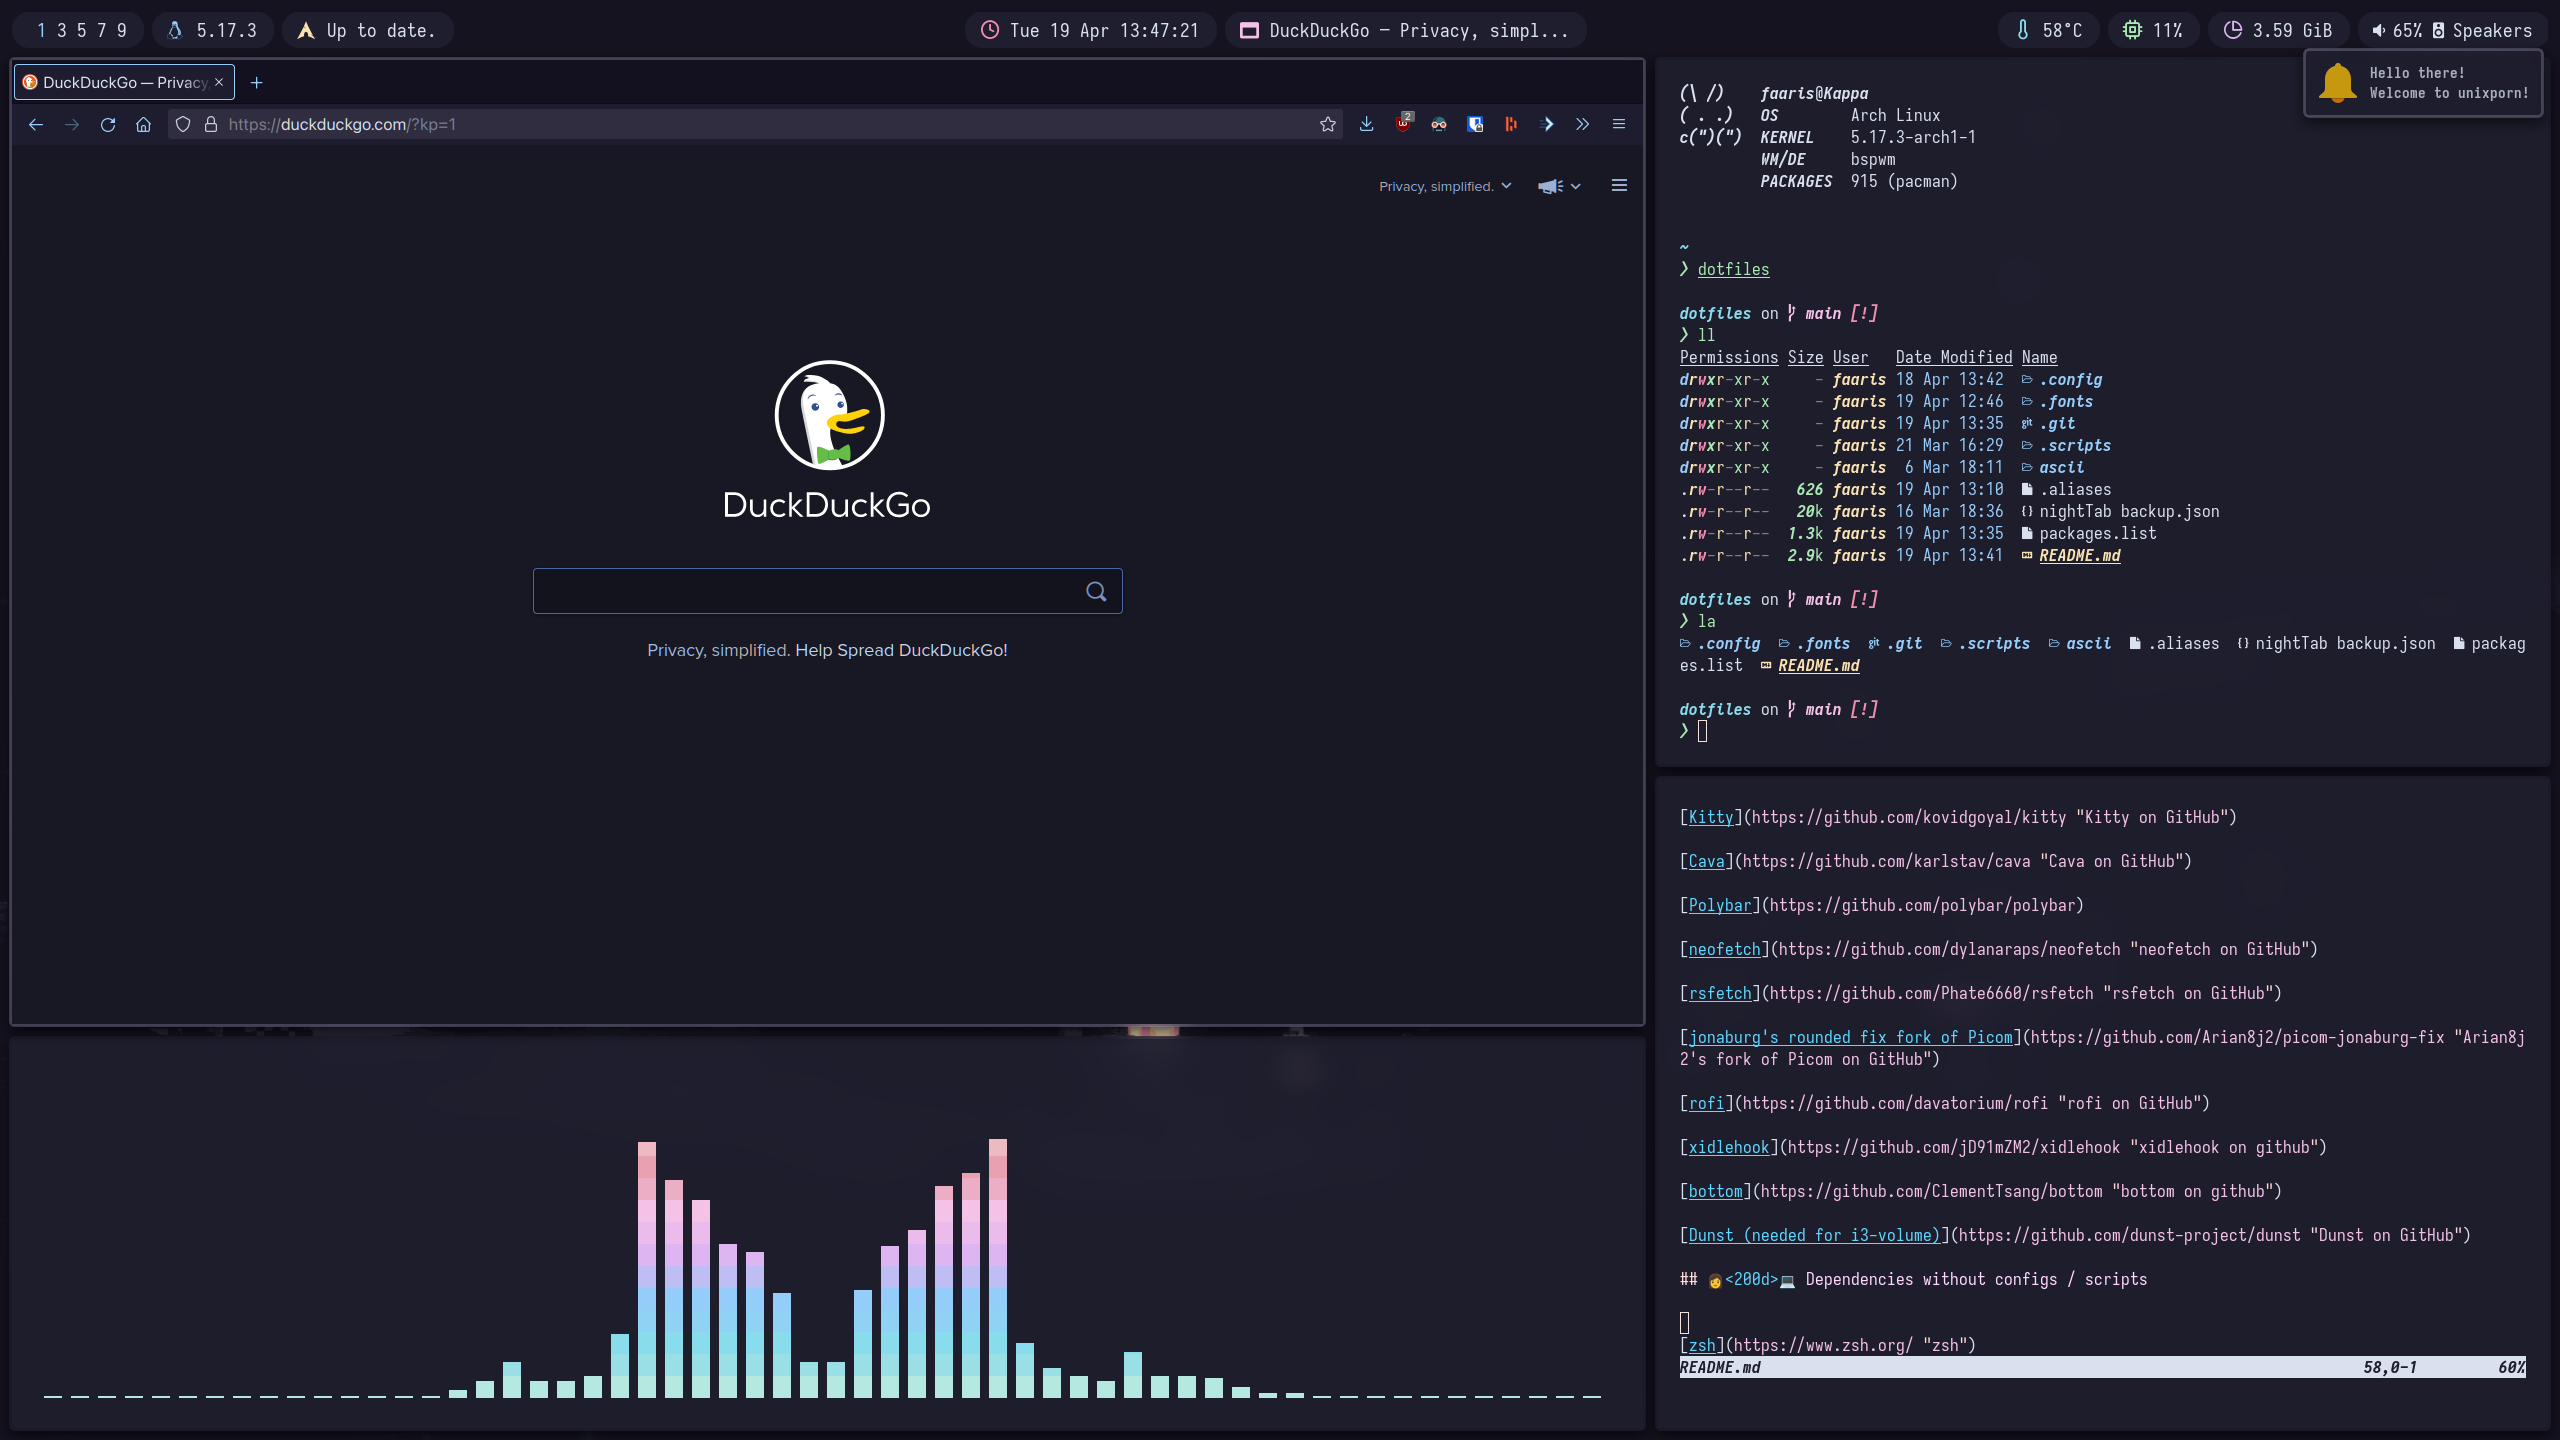 1 3 5 7 9 5.17.3 Up to date. Tue 19 Apr 13:47:21 DuckDuckGo — Privacy, simpl... 58°C 11% 3.59 GiB 65% Speakers
Hello there!
Welcome to unixporn!
DuckDuckGo — Privacy,
https://duckduckgo.com/?kp=1
2
Privacy, simplified.
DuckDuckGo
Privacy, simplified. Help Spread DuckDuckGo!
(\ /) faaris@Kappa
( . .) OS Arch Linux
c(")(") KERNEL 5.17.3-arch1-1
WM/DE bspwm
PACKAGES 915 (pacman)
~
❯ dotfiles
dotfiles on main [!]
❯ ll
Permissions Size User Date Modified Name
drwxr-xr-x - faaris 18 Apr 13:42 .config
drwxr-xr-x - faaris 19 Apr 12:46 .fonts
drwxr-xr-x - faaris 19 Apr 13:35 .git
drwxr-xr-x - faaris 21 Mar 16:29 .scripts
drwxr-xr-x - faaris 6 Mar 18:11 ascii
.rw-r--r-- 626 faaris 19 Apr 13:10 .aliases
.rw-r--r-- 20k faaris 16 Mar 18:36 nightTab backup.json
.rw-r--r-- 1.3k faaris 19 Apr 13:35 packages.list
.rw-r--r-- 2.9k faaris 19 Apr 13:41 README.md
dotfiles on main [!]
❯ la
.config .fonts .git .scripts ascii .aliases nightTab backup.json packag
es.list README.md
dotfiles on main [!]
❯
[Kitty](https://github.com/kovidgoyal/kitty "Kitty on GitHub")
[Cava](https://github.com/karlstav/cava "Cava on GitHub")
[Polybar](https://github.com/polybar/polybar)
[neofetch](https://github.com/dylanaraps/neofetch "neofetch on GitHub")
[rsfetch](https://github.com/Phate6660/rsfetch "rsfetch on GitHub")
[jonaburg's rounded fix fork of Picom](https://github.com/Arian8j2/picom-jonaburg-fix "Arian8j
2's fork of Picom on GitHub")
[rofi](https://github.com/davatorium/rofi "rofi on GitHub")
[xidlehook](https://github.com/jD91mZM2/xidlehook "xidlehook on github")
[bottom](https://github.com/ClementTsang/bottom "bottom on github")
[Dunst (needed for i3-volume)](https://github.com/dunst-project/dunst "Dunst on GitHub")
## 👩<200d>💻 Dependencies without configs / scripts
[zsh](https://www.zsh.org/ "zsh")
README.md 58,0-1 60%